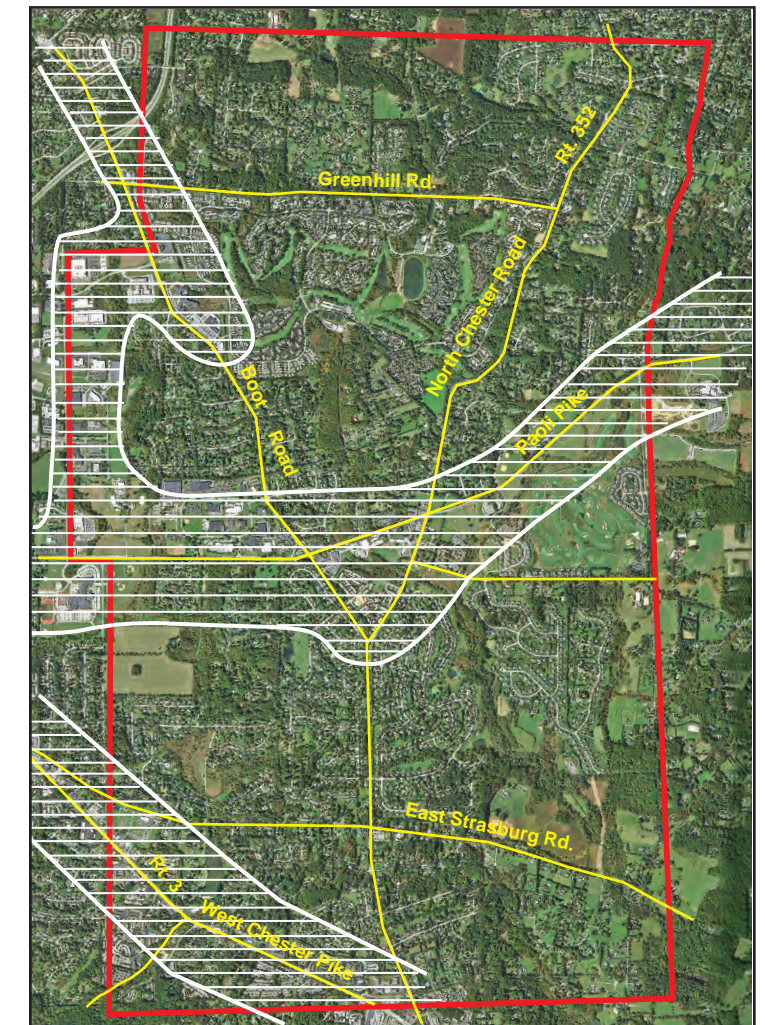 Rt. 352
Greenhill Rd.
North Chester Road
Boot Road
Paoli Pike
East Strasburg Rd.
Rt. 3
West Chester Pike